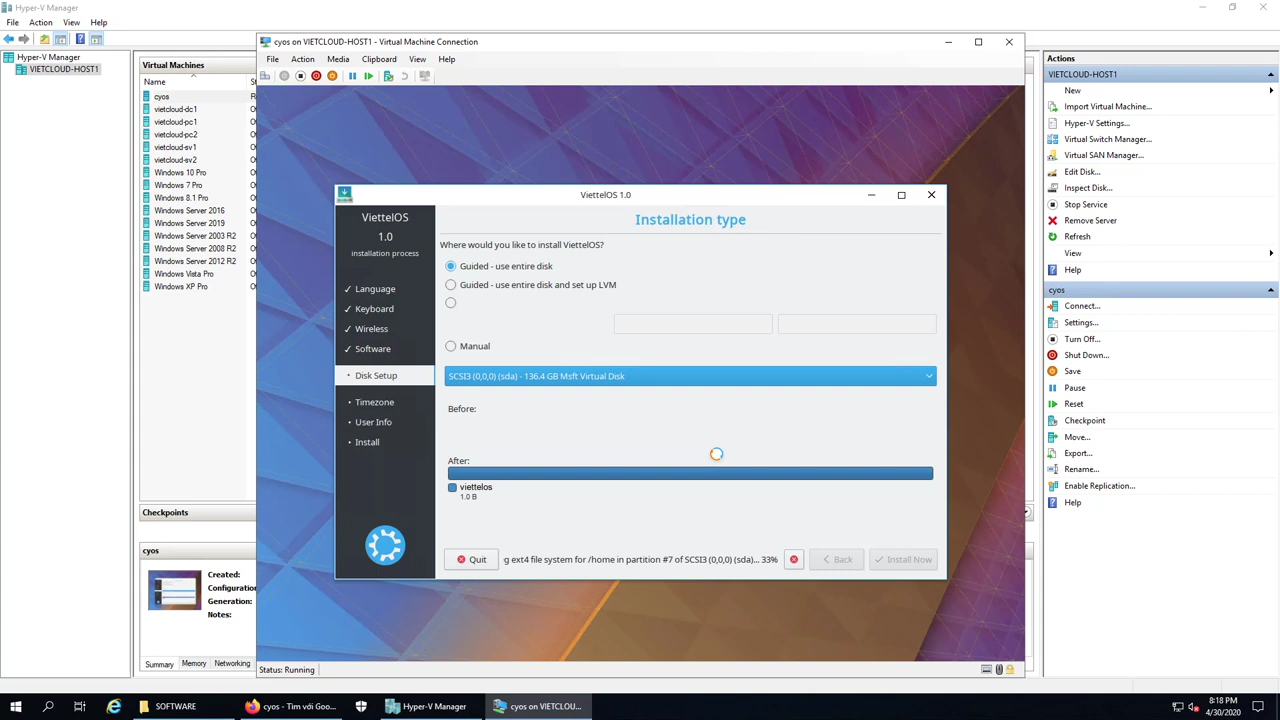 Hyper-V Manager
File Action View Help
Hyper-V Manager
VIETCLOUD-HOST1
Virtual Machines
Name
cyos
vietcloud-dc1
vietcloud-pc1
vietcloud-pc2
vietcloud-sv1
vietcloud-sv2
Windows 10 Pro
Windows 7 Pro
Windows 8.1 Pro
Windows Server 2016
Windows Server 2019
Windows Server 2003 R2
Windows Server 2008 R2
Windows Server 2012 R2
Windows Vista Pro
Windows XP Pro
Checkpoints
cyos
Created:
Configuration
Generation:
Notes:
Summary Memory Networking
cyos on VIETCLOUD-HOST1 - Virtual Machine Connection
File Action Media Clipboard View Help
ViettelOS 1.0
ViettelOS
1.0
installation process
✓ Language
✓ Keyboard
✓ Wireless
✓ Software
· Disk Setup
· Timezone
· User Info
· Install
Installation type
Where would you like to install ViettelOS?
Guided - use entire disk
Guided - use entire disk and set up LVM
Manual
SCSI3 (0,0,0) (sda) - 136.4 GB Msft Virtual Disk
Before:
After:
viettelos
1.0 B
Quit
g ext4 file system for /home in partition #7 of SCSI3 (0,0,0) (sda)... 33%
Back
Install Now
Status: Running
Actions
VIETCLOUD-HOST1
New
Import Virtual Machine...
Hyper-V Settings...
Virtual Switch Manager...
Virtual SAN Manager...
Edit Disk...
Inspect Disk...
Stop Service
Remove Server
Refresh
View
Help
cyos
Connect...
Settings...
Turn Off...
Shut Down...
Save
Pause
Reset
Checkpoint
Move...
Export...
Rename...
Enable Replication...
Help
SOFTWARE
cyos - Tìm với Goo...
Hyper-V Manager
cyos on VIETCLOU...
8:18 PM
4/30/2020